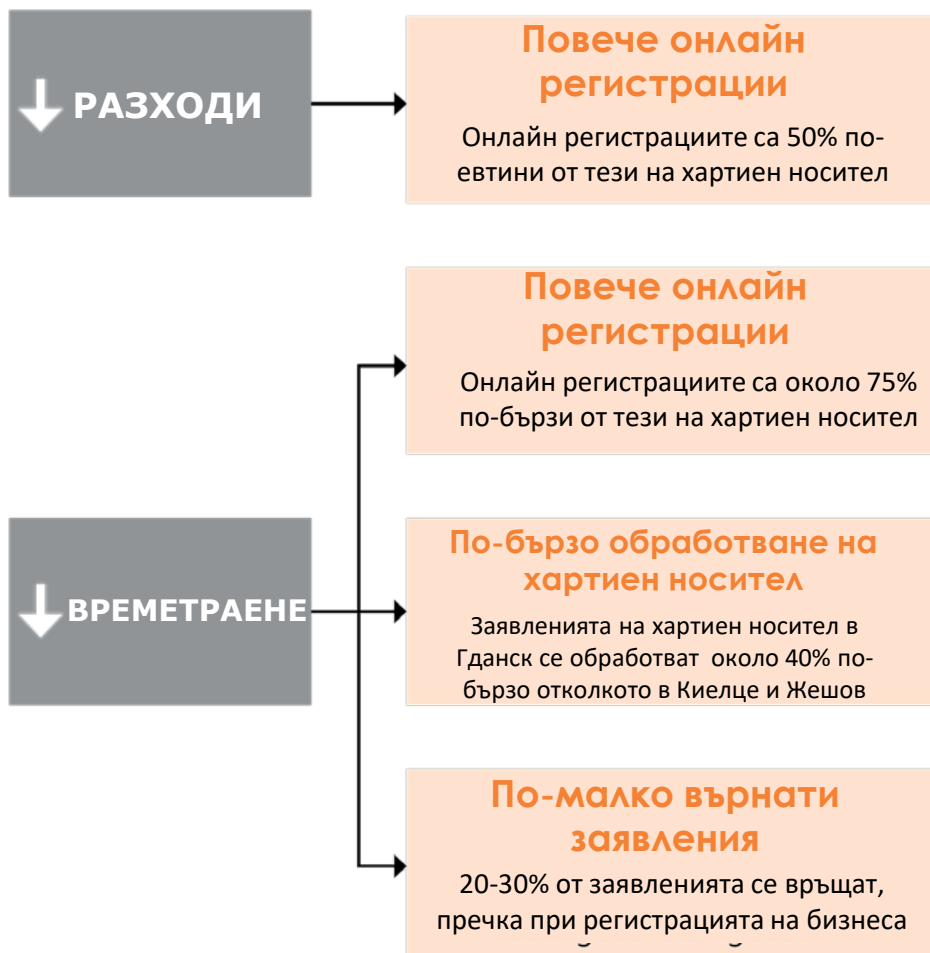 РАЗХОДИ
Повече онлайн
регистрации
Онлайн регистрациите са 50% по-
евтини от тези на хартиен носител
Повече онлайн
регистрации
Онлайн регистрациите са около 75%
по-бързи от тези на хартиен носител
ВРЕМЕТРАЕНЕ
По-бързо обработване на
хартиен носител
Заявленията на хартиен носител в
Гданск се обработват около 40% по-
бързо отколкото в Киелце и Жешов
По-малко върнати
заявления
20-30% от заявленията се връщат,
пречка при регистрацията на бизнеса